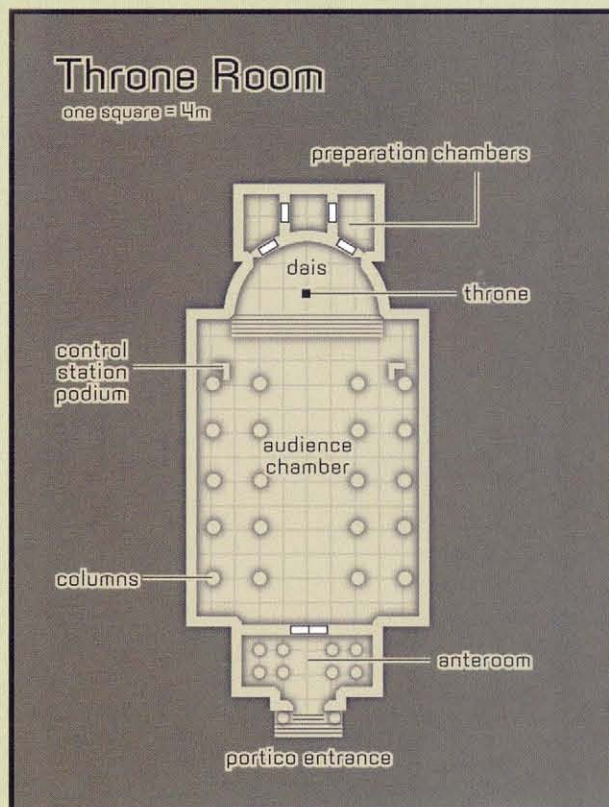 Throne Room
one square = 4m
preparation chambers
dais
throne
control
station
podium
audience
chamber
columns
anteroom
portico entrance